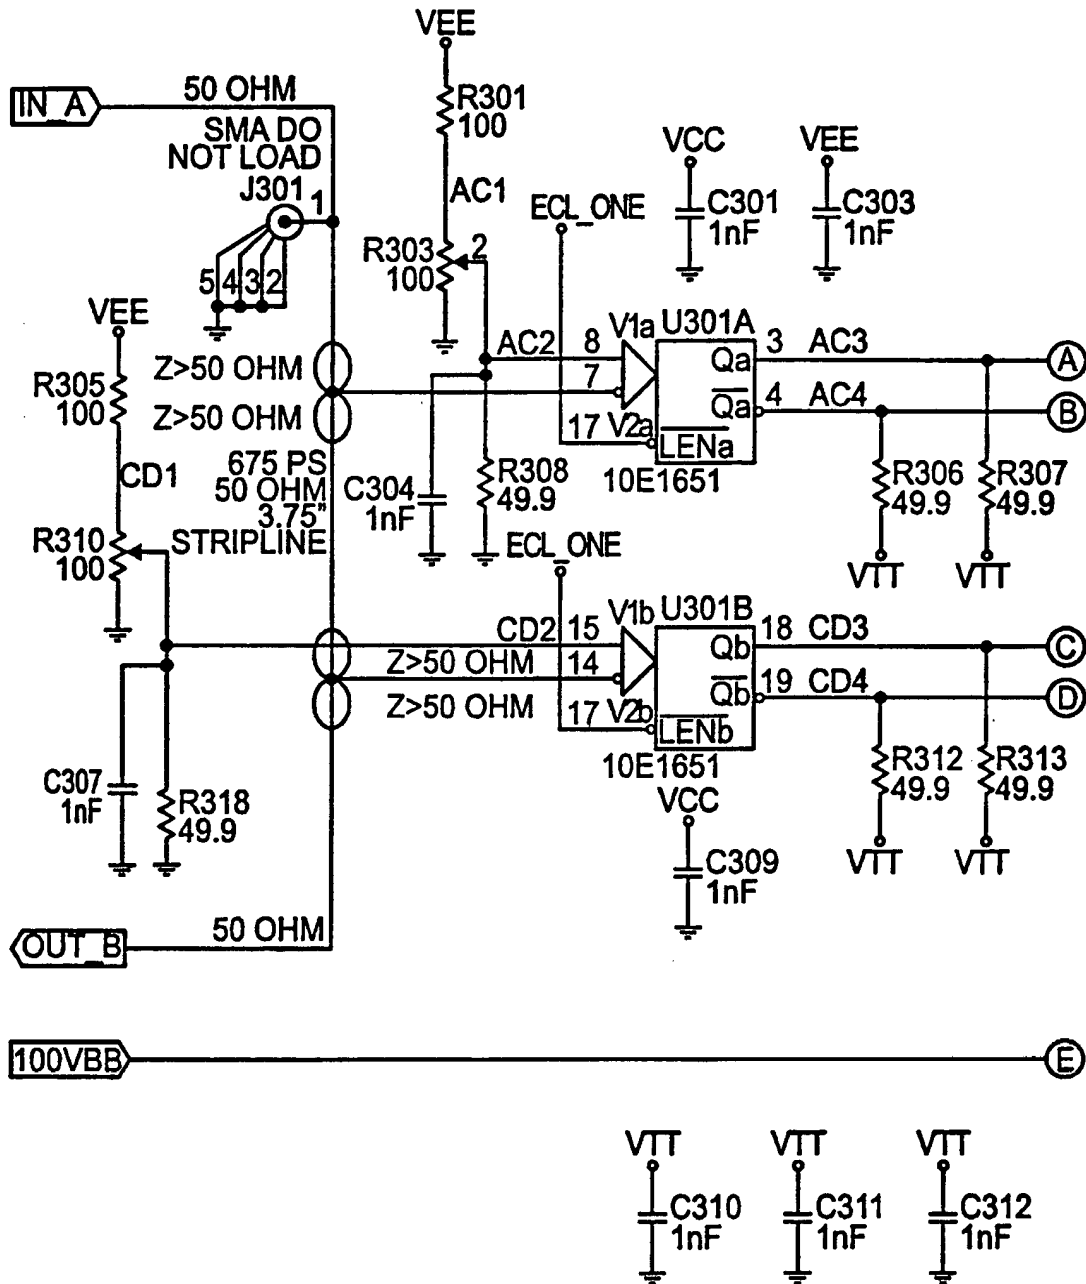 VEE
50 OHM
IN_A
R301
100
SMA DO
NOT LOAD
J301
1
AC1
VCC
VEE
C301
1nF
C303
1nF
ECL_ONE
R303
100
2
5 4 3 2
VEE
V1a
U301A
AC2
8
7
Qa
3
AC3
A
Z>50 OHM
R305
100
Z>50 OHM
Qa
4
AC4
B
17
V2a
LENa
10E1651
675 PS
50 OHM
3.75"
STRIPLINE
CD1
C304
1nF
R308
49.9
R306
49.9
R307
49.9
R310
100
ECL_ONE
VTT
VTT
V1b
U301B
CD2
15
Qb
18
CD3
C
Z>50 OHM
14
Qb
19
CD4
D
Z>50 OHM
17
V2b
LENb
10E1651
R312
49.9
R313
49.9
C307
1nF
R318
49.9
VCC
VTT
VTT
C309
1nF
50 OHM
OUT_B
100VBB
E
VTT
VTT
VTT
C310
1nF
C311
1nF
C312
1nF